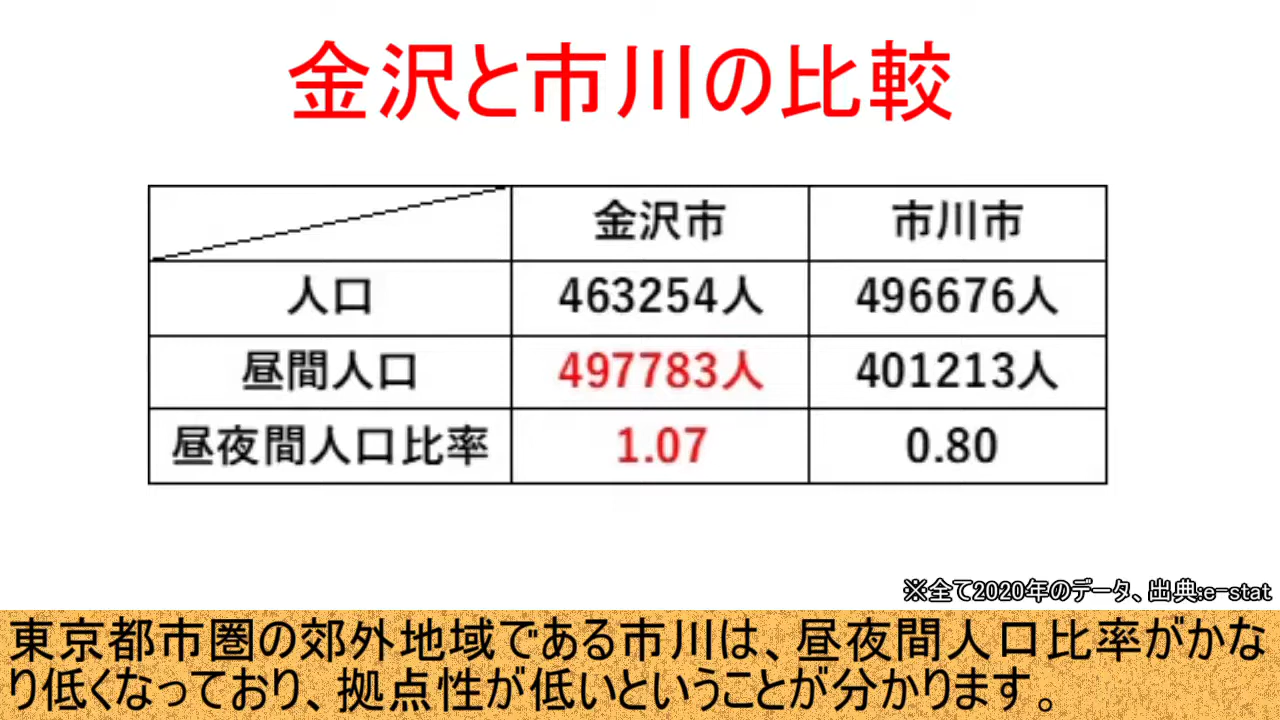 金沢と市川の比較
金沢市 市川市
人口 463254人 496676人
昼間人口 497783人 401213人
昼夜間人口比率 1.07 0.80
※全て2020年のデータ、出典:e-stat
東京都市圏の郊外地域である市川は、昼夜間人口比率がかな
り低くなっており、拠点性が低いということが分かります。